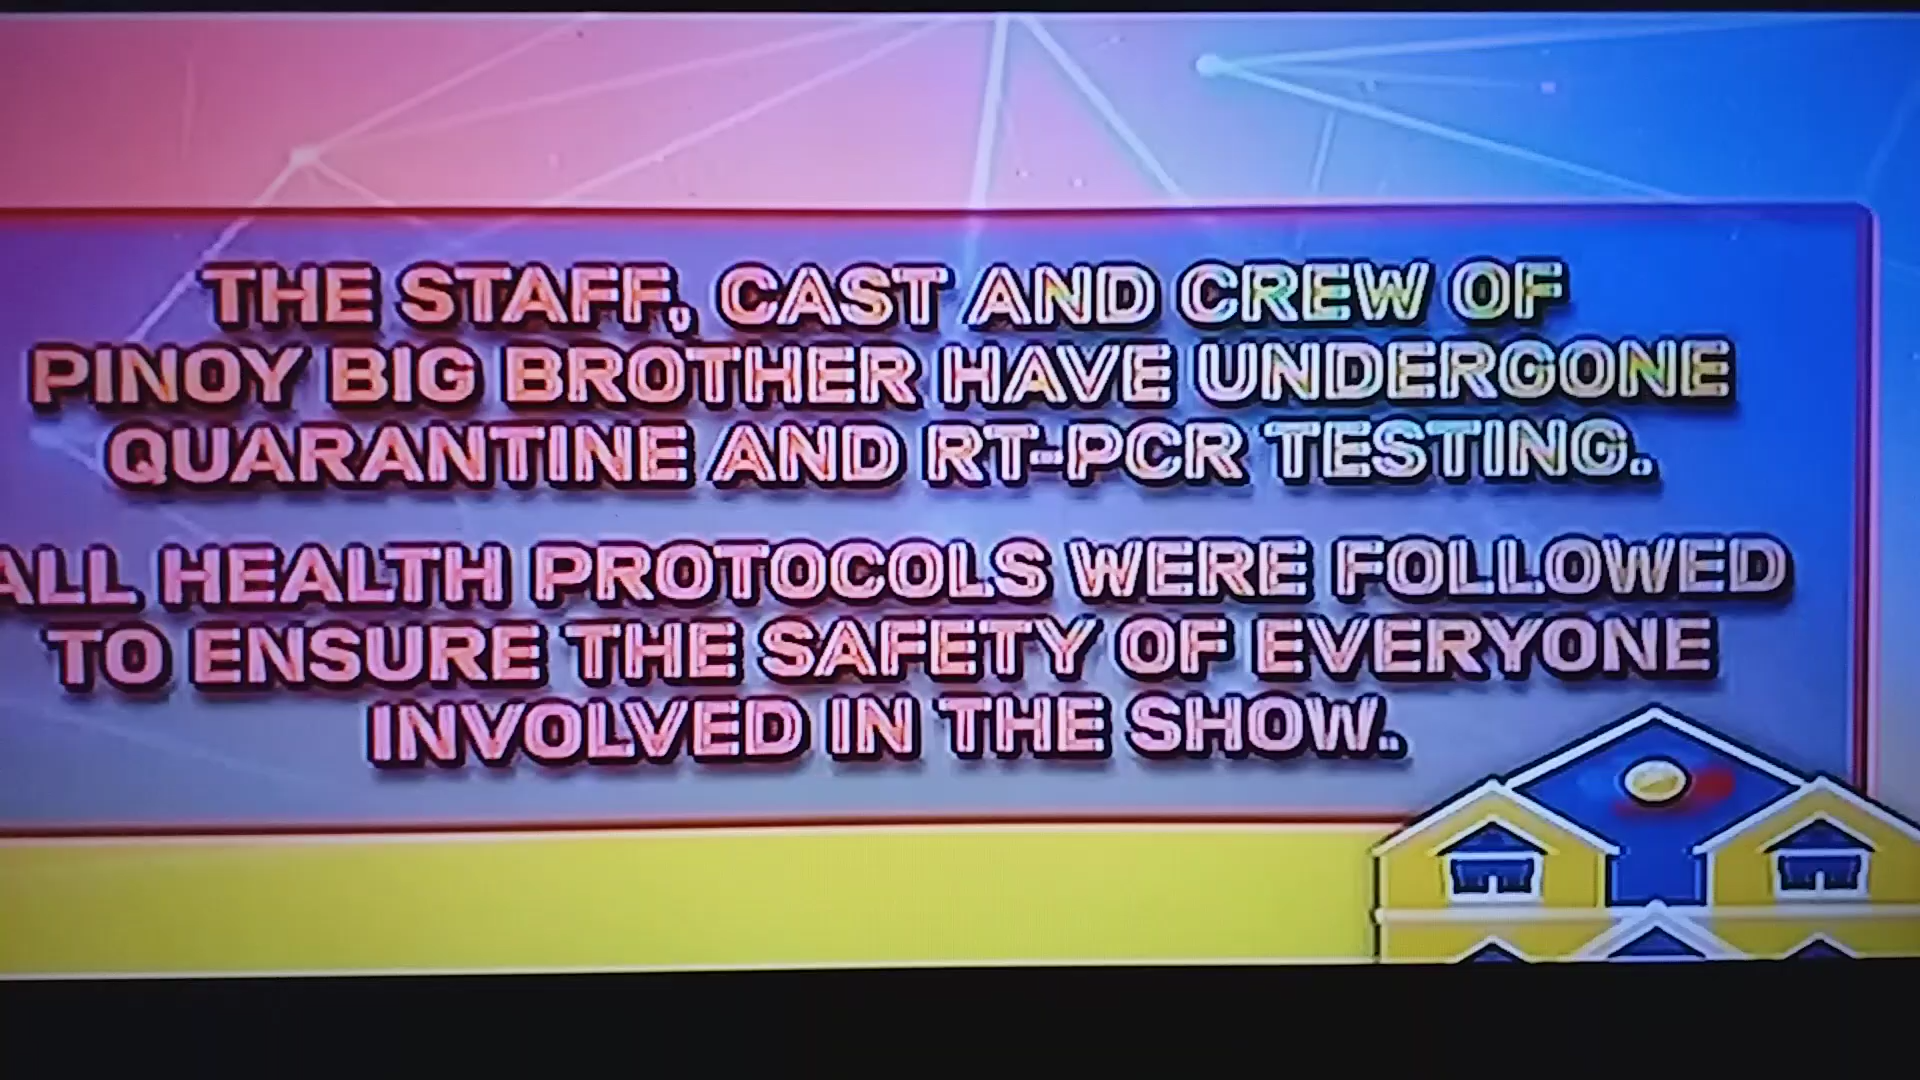 THE STAFF, CAST AND CREW OF
PINOY BIG BROTHER HAVE UNDERGONE
QUARANTINE AND RT-PCR TESTING.
ALL HEALTH PROTOCOLS WERE FOLLOWED
TO ENSURE THE SAFETY OF EVERYONE
INVOLVED IN THE SHOW.